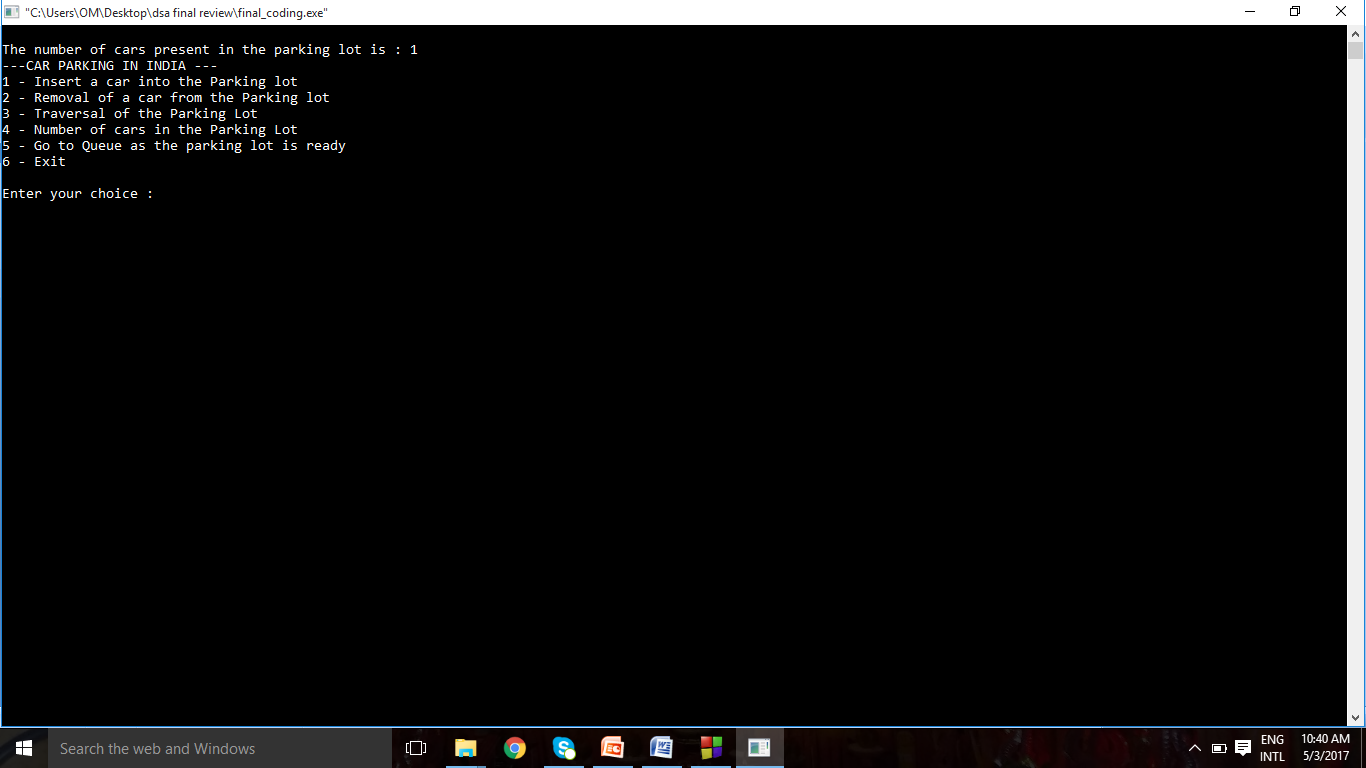 "C:\Users\OM\Desktop\dsa final review\final_coding.exe"
The number of cars present in the parking lot is : 1
---CAR PARKING IN INDIA ---
1 - Insert a car into the Parking lot
2 - Removal of a car from the Parking lot
3 - Traversal of the Parking Lot
4 - Number of cars in the Parking Lot
5 - Go to Queue as the parking lot is ready
6 - Exit
Enter your choice :
Search the web and Windows
ENG
INTL
10:40 AM
5/3/2017